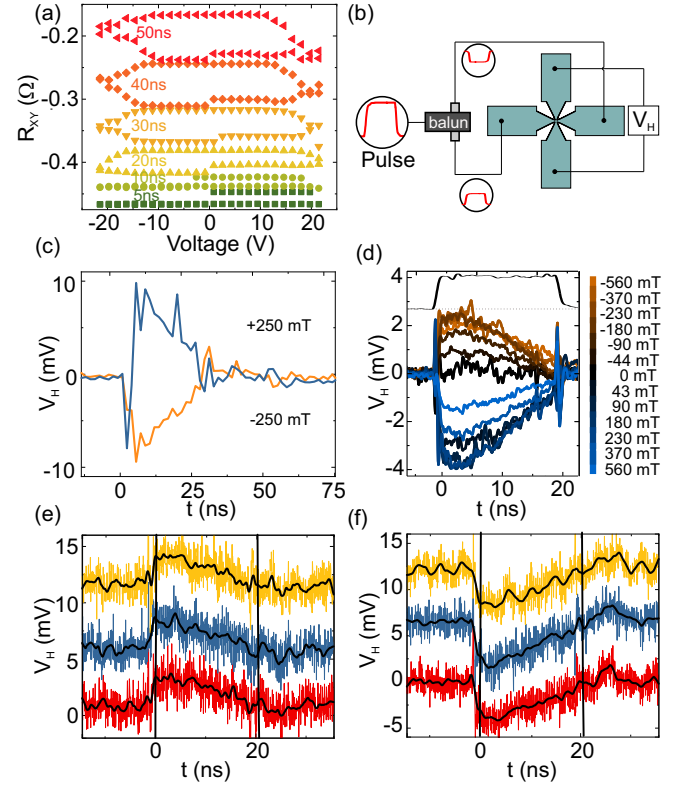 (a)
50ns
40ns
30ns
20ns
10ns
5ns
-0.2
-0.3
-0.4
R_XY (Ω)
-20 -10 0 10 20
Voltage (V)
(b)
Pulse
balun
V_H
(c)
10
0
-10
V_H (mV)
+250 mT
-250 mT
0 25 50 75
t (ns)
(d)
4
2
0
-2
-4
V_H (mV)
0 10 20
t (ns)
-560 mT
-370 mT
-230 mT
-180 mT
-90 mT
-44 mT
0 mT
43 mT
90 mT
180 mT
230 mT
370 mT
560 mT
(e)
15
10
5
0
V_H (mV)
0 20
t (ns)
(f)
15
10
5
0
-5
V_H (mV)
0 20
t (ns)